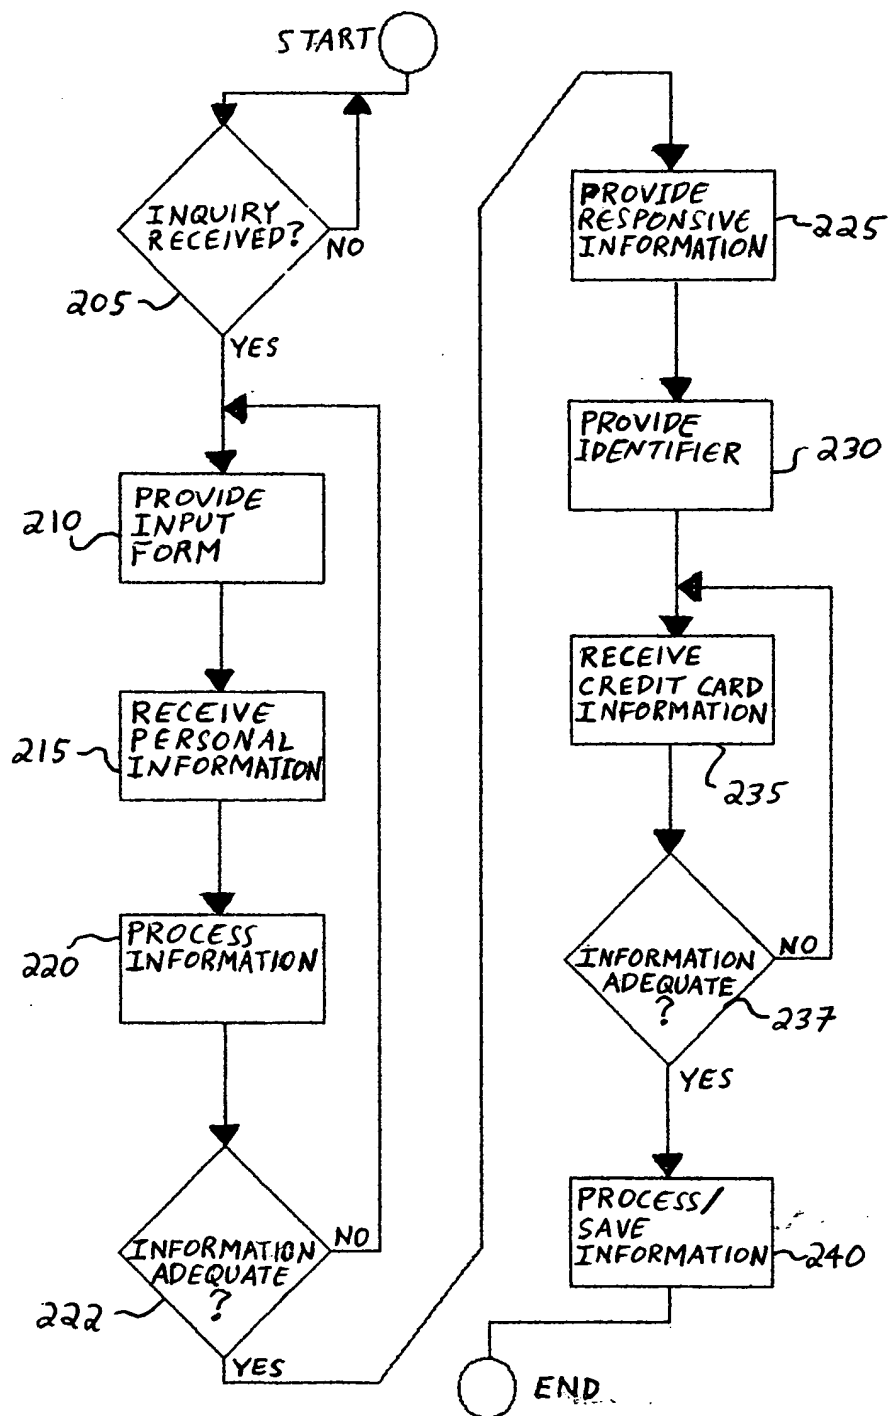 START
INQUIRY
RECEIVED?
NO
205
YES
210
PROVIDE
INPUT
FORM
215
RECEIVE
PERSONAL
INFORMATION
220
PROCESS
INFORMATION
INFORMATION
ADEQUATE
?
NO
222
YES
PROVIDE
RESPONSIVE
INFORMATION
225
PROVIDE
IDENTIFIER
230
RECEIVE
CREDIT CARD
INFORMATION
235
INFORMATION
ADEQUATE
?
NO
237
YES
PROCESS/
SAVE
INFORMATION
240
END